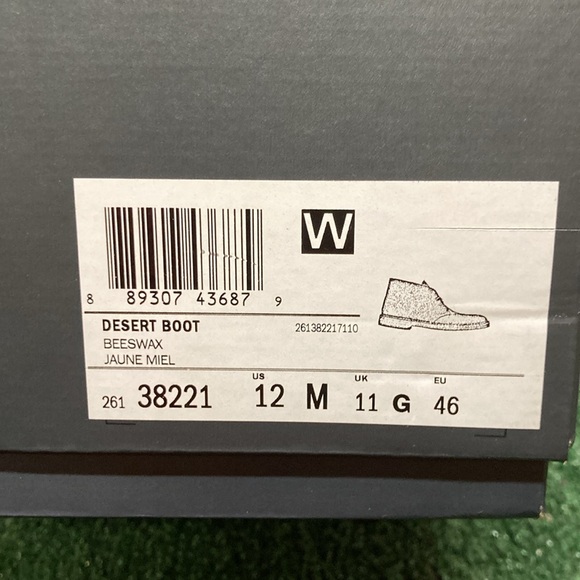 W
8 89307 43687 9
DESERT BOOT 261382217110
BEESWAX
JAUNE MIEL
US UK EU
261 38221 12 M 11 G 46